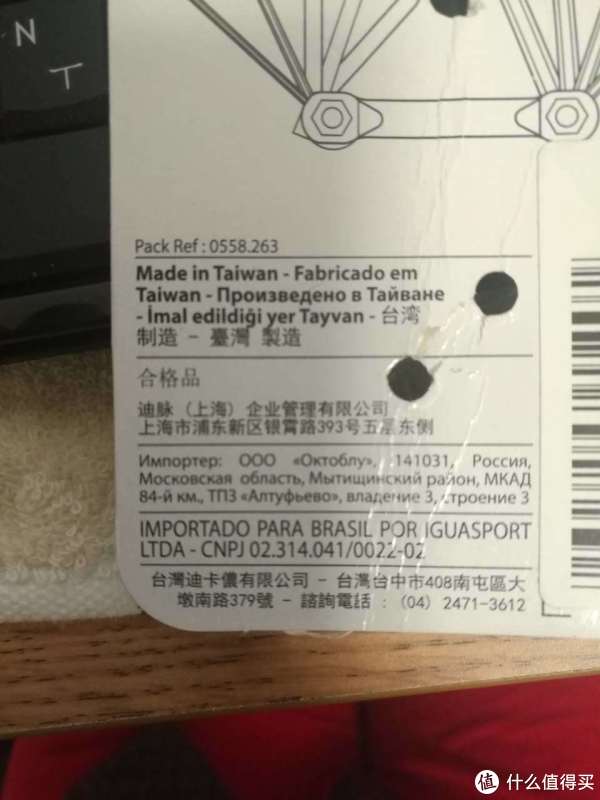 N
T
Pack Ref : 0558.263
Made in Taiwan - Fabricado em
Taiwan - Произведено в Тайване
- İmal edildiği yer Tayvan - 台湾
制造 - 臺灣 製造
合格品
迪脉（上海）企业管理有限公司
上海市浦东新区银霄路393号五层东侧
Импортер: ООО «Октоблу», 141031, Россия,
Московская область, Мытищинский район, МКАД
84-й км., ТПЗ «Алтуфьево», владение 3, строение 3
IMPORTADO PARA BRASIL POR IGUASPORT
LTDA - CNPJ 02.314.041/0022-02
台灣迪卡儂有限公司 - 台灣台中市408南屯區大
墩南路379號 - 諮詢電話 : (04) 2471-3612
值 什么值得买